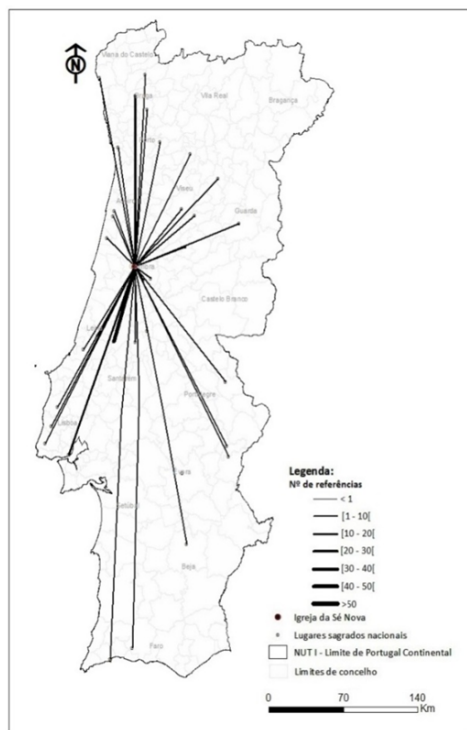 Viana do Castelo
N
Braga
Vila Real
Bragança
Viseu
Guarda
Castelo Branco
Santarém
Portalegre
Lisboa
Évora
Setúbal
Beja
Faro
Legenda:
Nº de referências
< 1
[1 - 10[
[10 - 20[
[20 - 30[
[30 - 40[
[40 - 50[
>50
Igreja da Sé Nova
Lugares sagrados nacionais
NUT I - Limite de Portugal Continental
Limites de concelho
0 70 140
Km